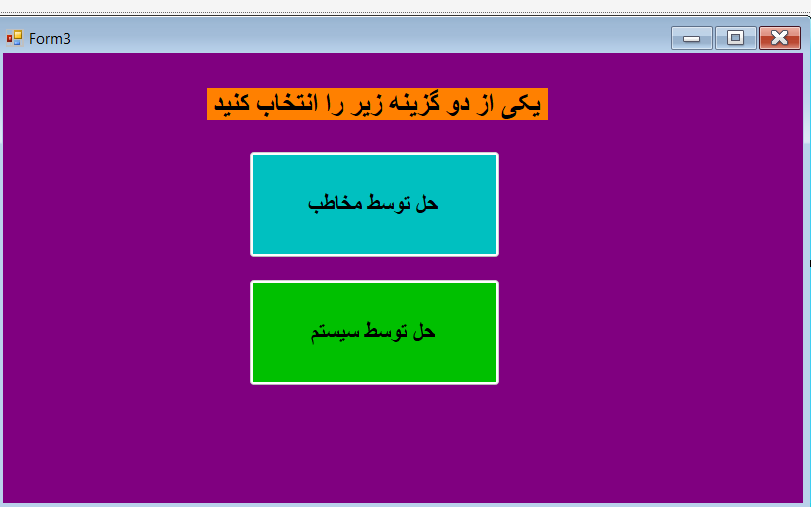 Form3
یکی از دو گزینه زیر را انتخاب کنید
حل توسط مخاطب
حل توسط سیستم